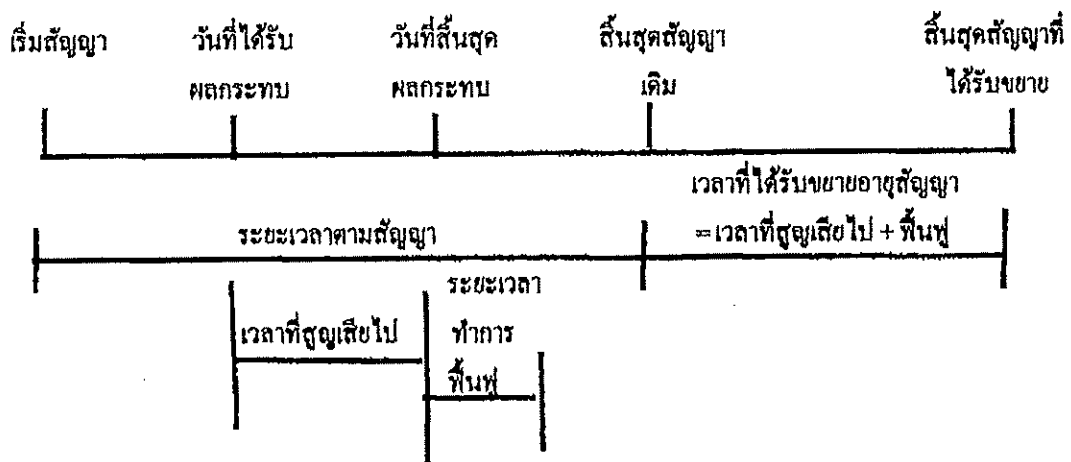 เริ่มสัญญา วันที่ได้รับ วันที่สิ้นสุด สิ้นสุดสัญญา สิ้นสุดสัญญาที่
ผลกระทบ ผลกระทบ เดิม ได้รับขยาย
เวลาที่ได้รับขยายอายุสัญญา
ระยะเวลาตามสัญญา =เวลาที่สูญเสียไป + ฟื้นฟู
ระยะเวลา
เวลาที่สูญเสียไป ทำการ
ฟื้นฟู